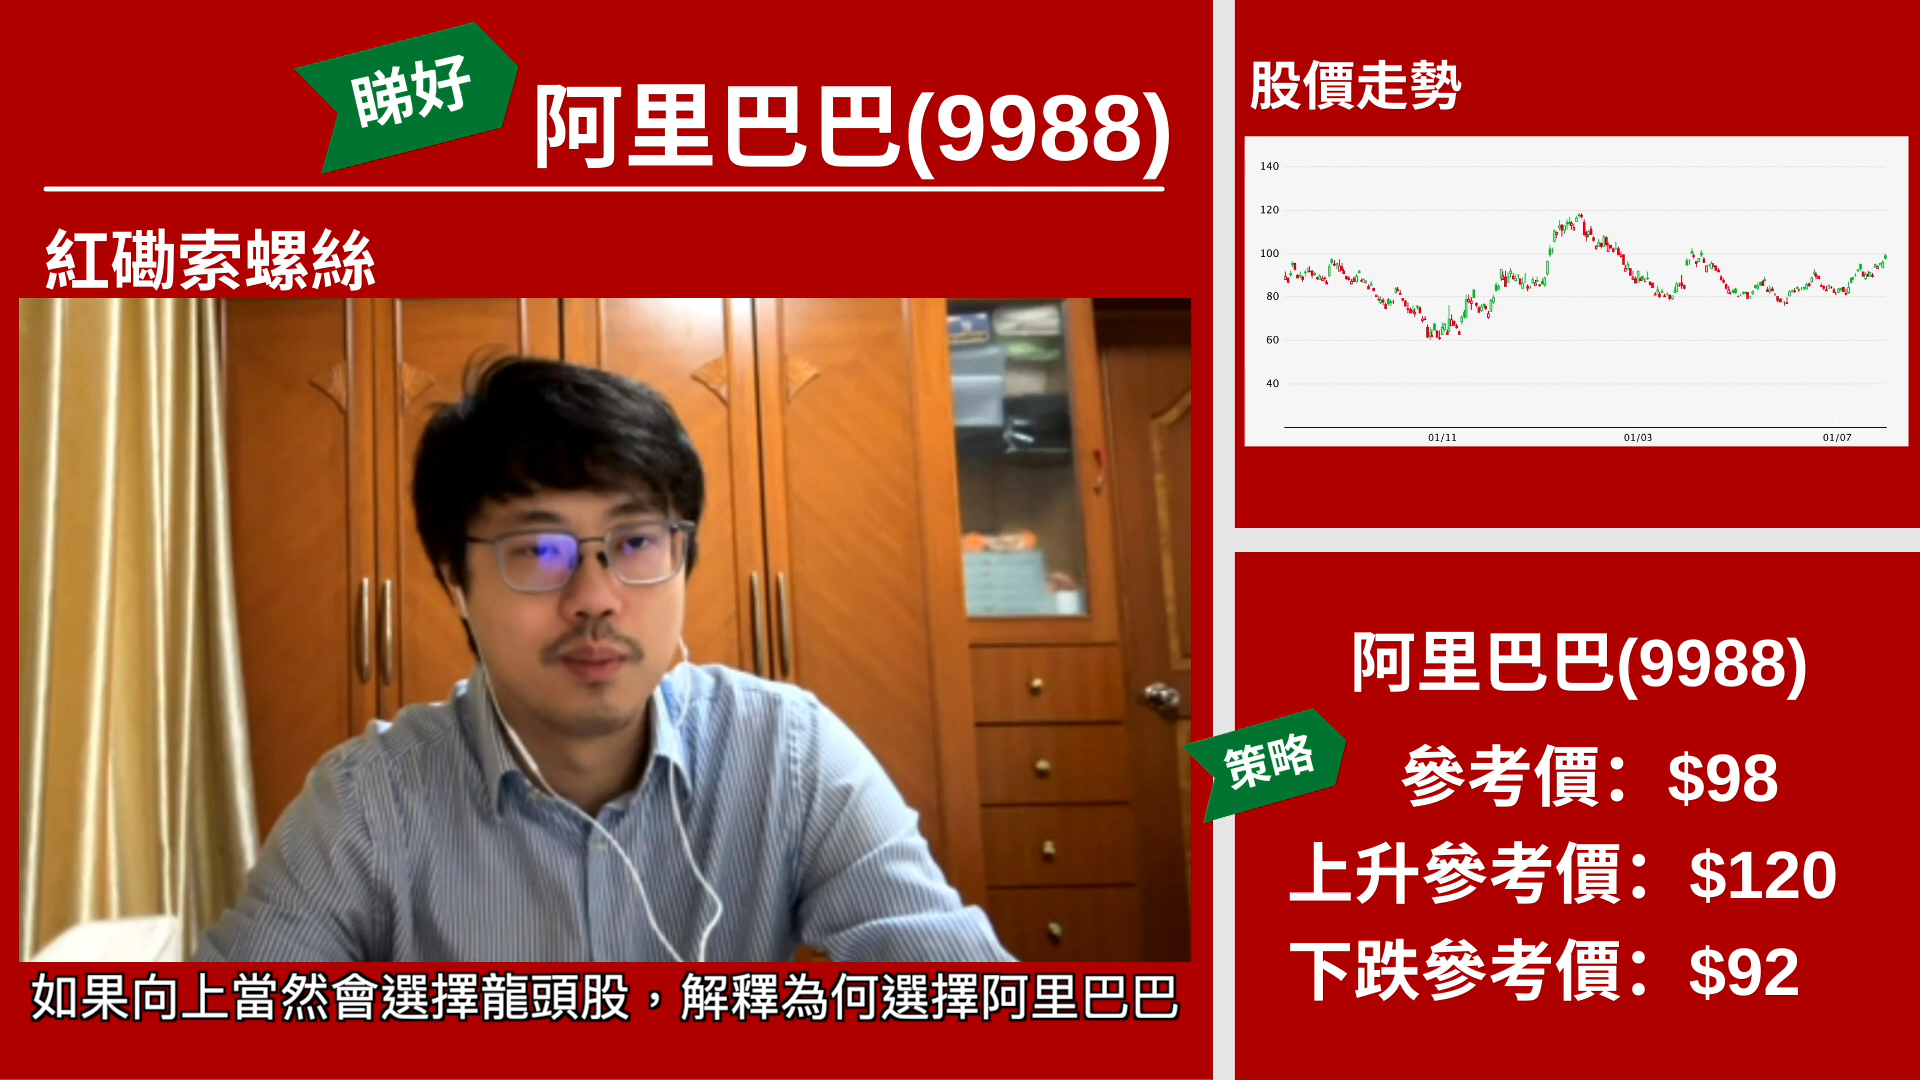 睇好
阿里巴巴(9988)
紅磡索螺絲
如果向上當然會選擇龍頭股，解釋為何選擇阿里巴巴
股價走勢
140
120
100
80
60
40
01/11 01/03 01/07
阿里巴巴(9988)
策略
參考價：$98
上升參考價：$120
下跌參考價：$92